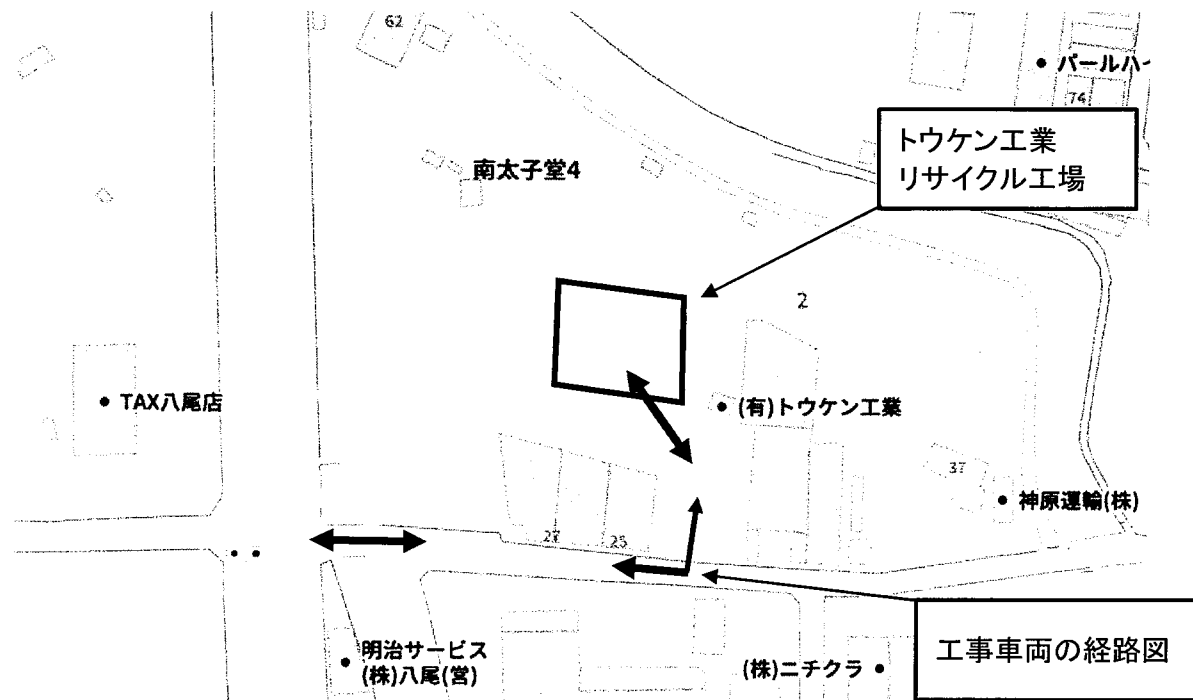 62
パールハ
74
トウケン工業
リサイクル工場
南太子堂4
2
TAX八尾店
(有)トウケン工業
37
神原運輸(株)
27
25
明治サービス
(株)八尾(営)
(株)ニチクラ
工事車両の経路図